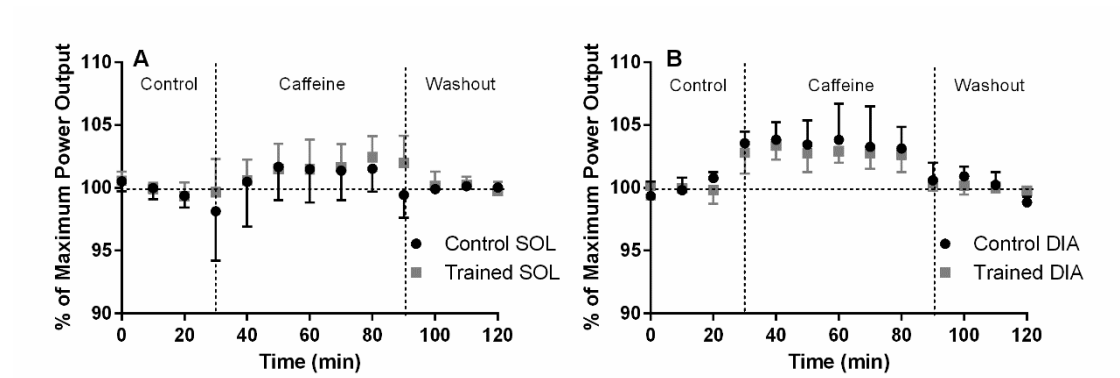 A
% of Maximum Power Output
110
105
100
95
90
Control
Caffeine
Washout
Control SOL
Trained SOL
0
20
40
60
80
100
120
Time (min)
B
% of Maximum Power Output
110
105
100
95
90
Control
Caffeine
Washout
Control DIA
Trained DIA
0
20
40
60
80
100
120
Time (min)